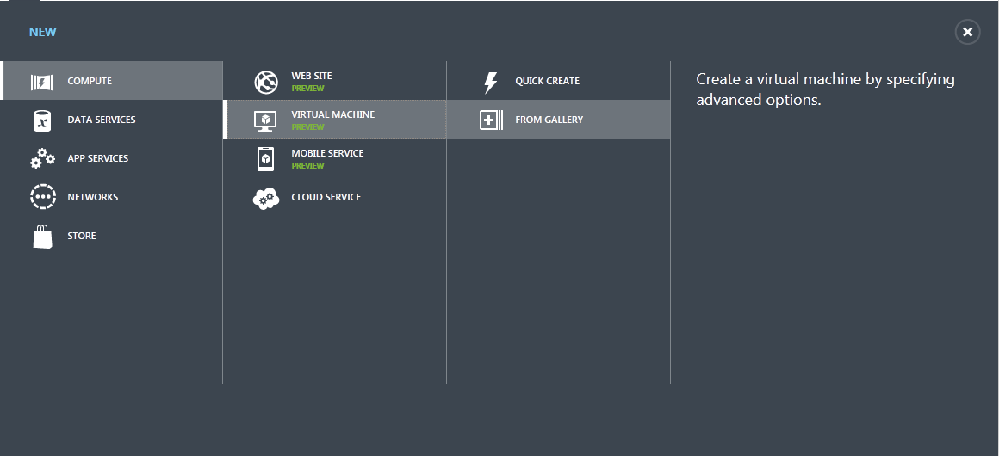 NEW
COMPUTE
DATA SERVICES
APP SERVICES
NETWORKS
STORE
WEB SITE
PREVIEW
VIRTUAL MACHINE
PREVIEW
MOBILE SERVICE
PREVIEW
CLOUD SERVICE
QUICK CREATE
FROM GALLERY
Create a virtual machine by specifying
advanced options.